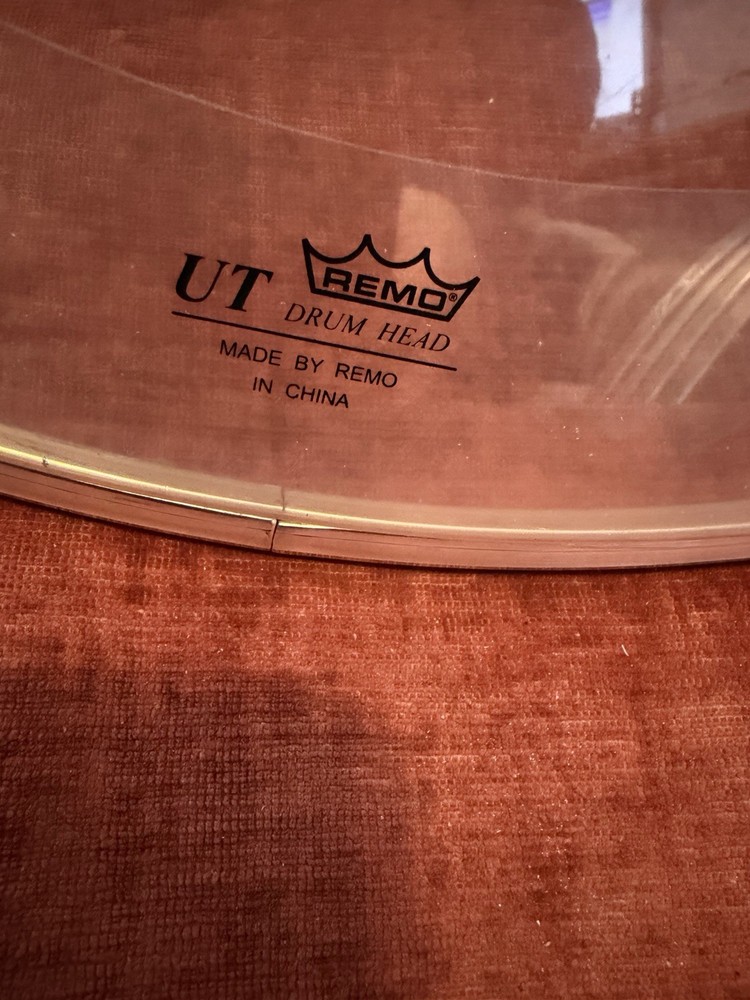 UT REMO®
DRUM HEAD
MADE BY REMO
IN CHINA